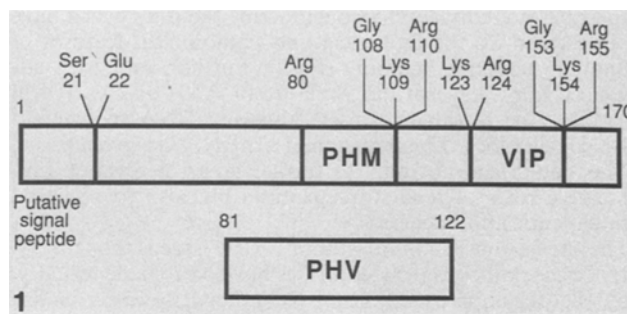 Gly Arg Gly Arg
Ser Glu Arg 108 110 Lys Arg 153 155
21 22 80 Lys 123 124 Lys
1 109 154 170
PHM VIP
Putative
signal
peptide
81 122
PHV
1